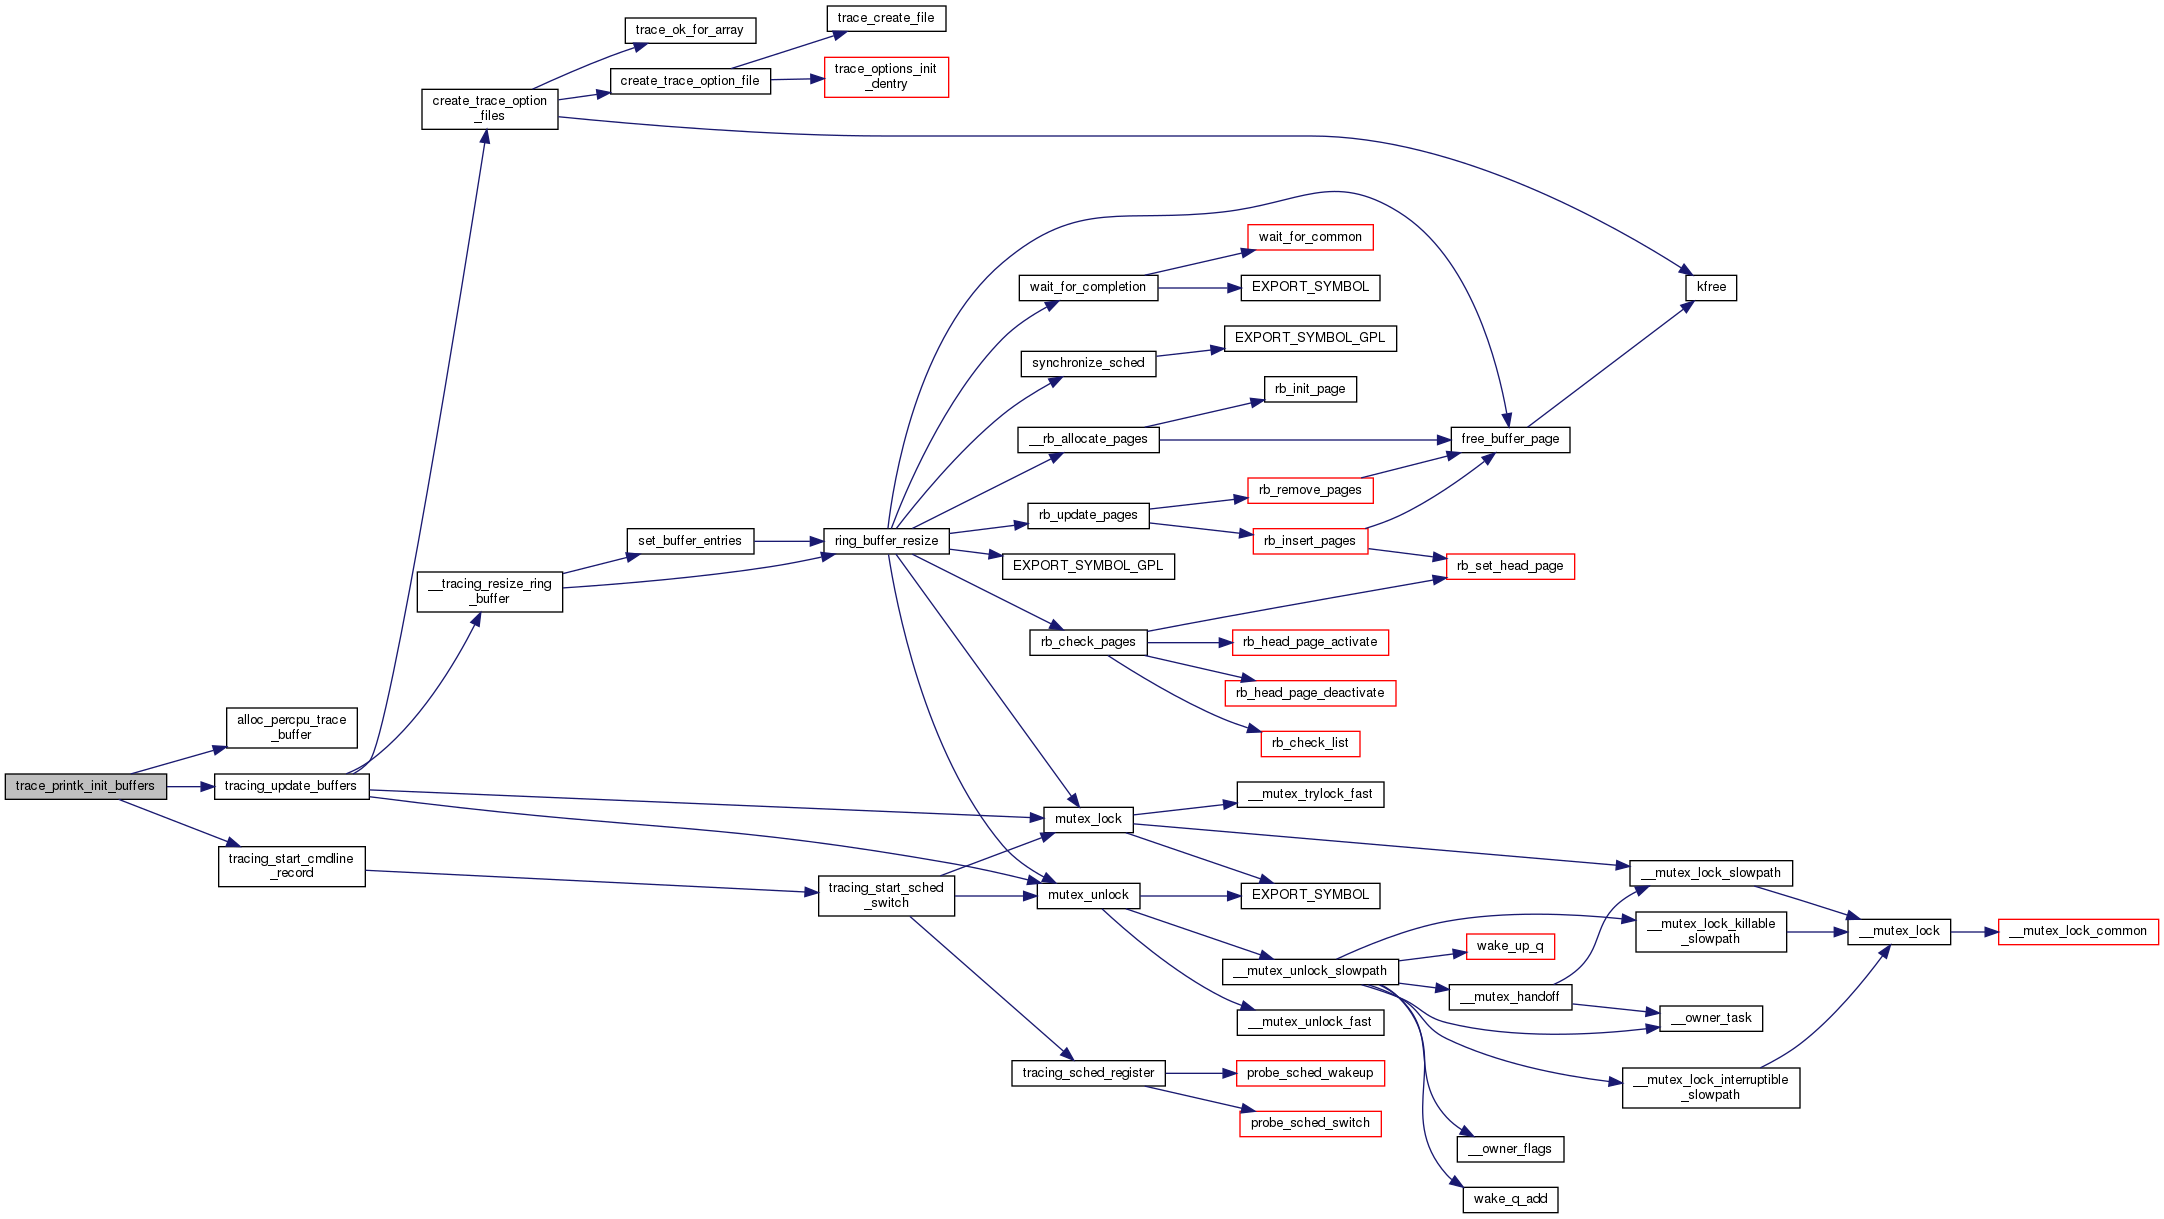 trace_create_file
trace_ok_for_array
trace_options_init
_dentry
create_trace_option_file
create_trace_option
_files
wait_for_common
wait_for_completion
EXPORT_SYMBOL
kfree
EXPORT_SYMBOL_GPL
synchronize_sched
rb_init_page
__rb_allocate_pages
free_buffer_page
rb_remove_pages
rb_update_pages
set_buffer_entries
ring_buffer_resize
rb_insert_pages
EXPORT_SYMBOL_GPL
rb_set_head_page
__tracing_resize_ring
_buffer
rb_check_pages
rb_head_page_activate
rb_head_page_deactivate
alloc_percpu_trace
_buffer
rb_check_list
trace_printk_init_buffers
tracing_update_buffers
__mutex_trylock_fast
mutex_lock
tracing_start_cmdline
_record
__mutex_lock_slowpath
tracing_start_sched
_switch
mutex_unlock
EXPORT_SYMBOL
__mutex_lock_killable
_slowpath
__mutex_lock
__mutex_lock_common
wake_up_q
__mutex_unlock_slowpath
__mutex_handoff
__mutex_unlock_fast
__owner_task
tracing_sched_register
probe_sched_wakeup
__mutex_lock_interruptible
_slowpath
probe_sched_switch
__owner_flags
wake_q_add